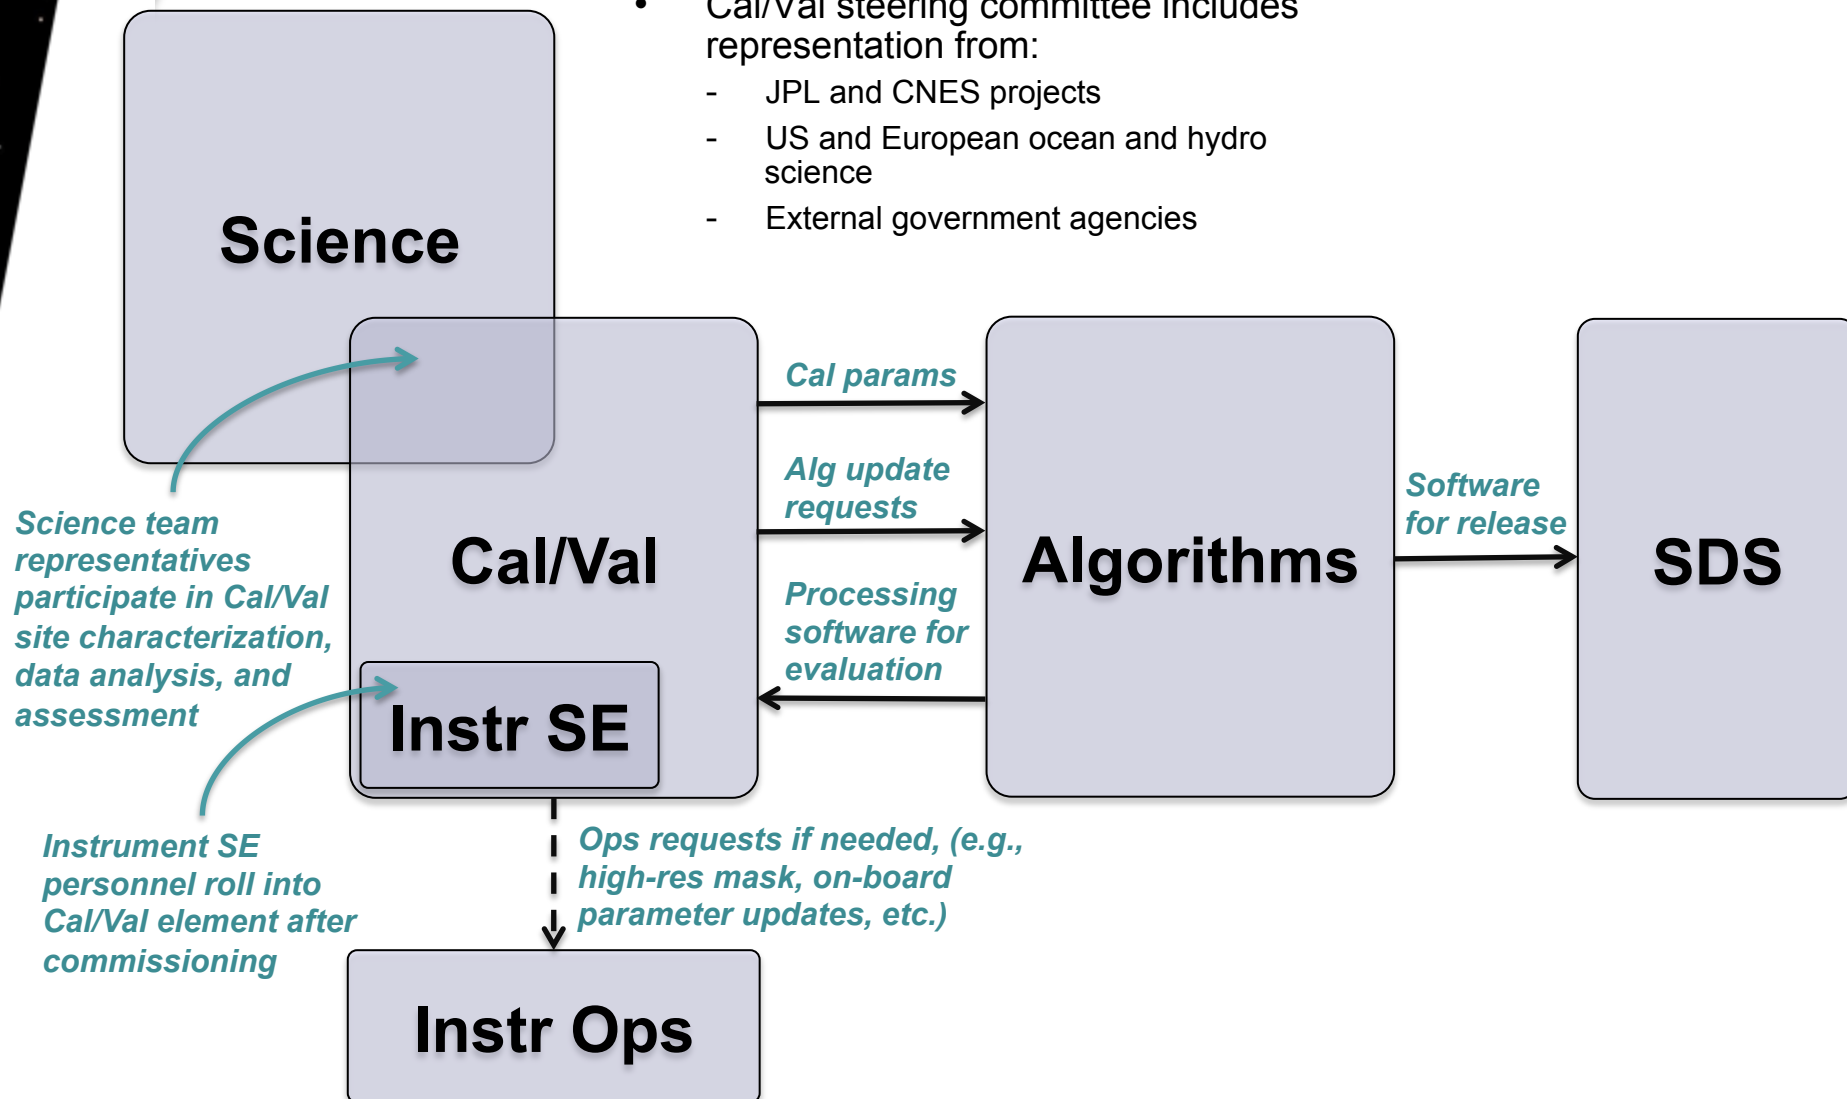 • Cal/Val steering committee includes
representation from:
- JPL and CNES projects
- US and European ocean and hydro
science
- External government agencies
Science
Cal params
Alg update
requests
Processing
software for
evaluation
Software
for release
Science team
representatives
participate in Cal/Val
site characterization,
data analysis, and
assessment
Cal/Val
Algorithms
SDS
Instr SE
Instrument SE
personnel roll into
Cal/Val element after
commissioning
Ops requests if needed, (e.g.,
high-res mask, on-board
parameter updates, etc.)
Instr Ops